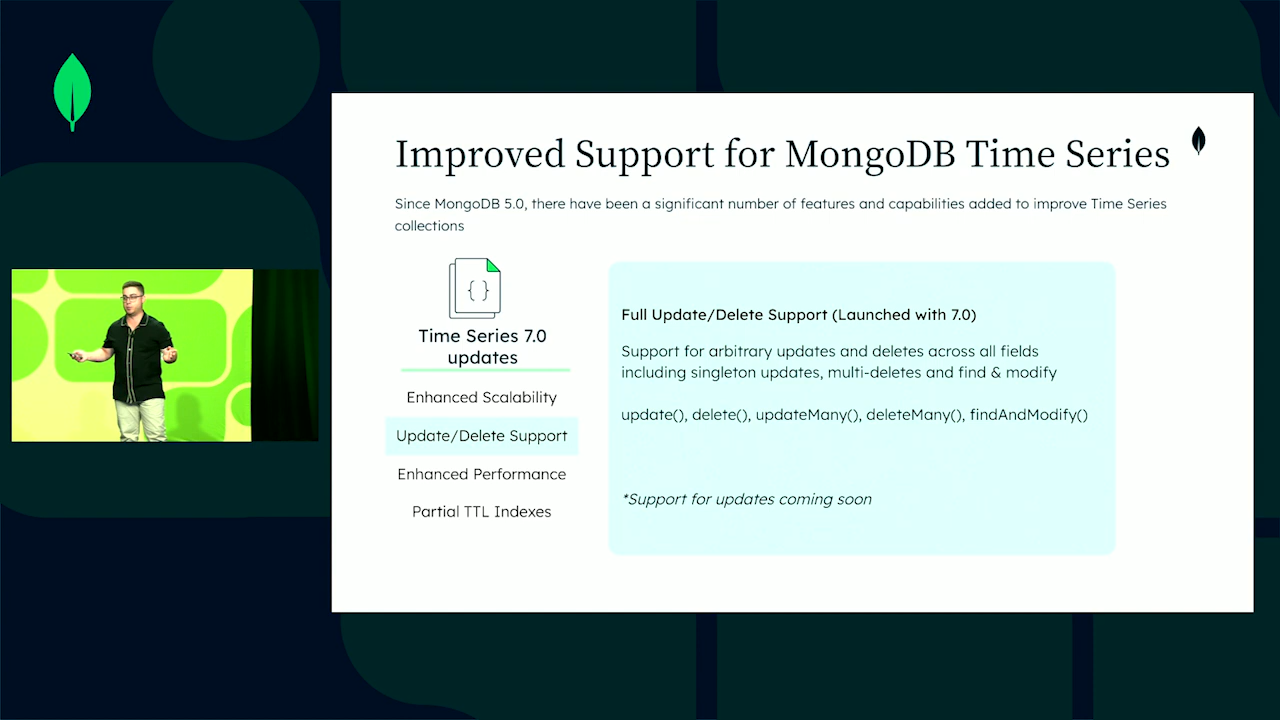 Improved Support for MongoDB Time Series
Since MongoDB 5.0, there have been a significant number of features and capabilities added to improve Time Series
collections
{ }
Time Series 7.0
updates
Enhanced Scalability
Update/Delete Support
Enhanced Performance
Partial TTL Indexes
Full Update/Delete Support (Launched with 7.0)
Support for arbitrary updates and deletes across all fields
including singleton updates, multi-deletes and find & modify
update(), delete(), updateMany(), deleteMany(), findAndModify()
*Support for updates coming soon